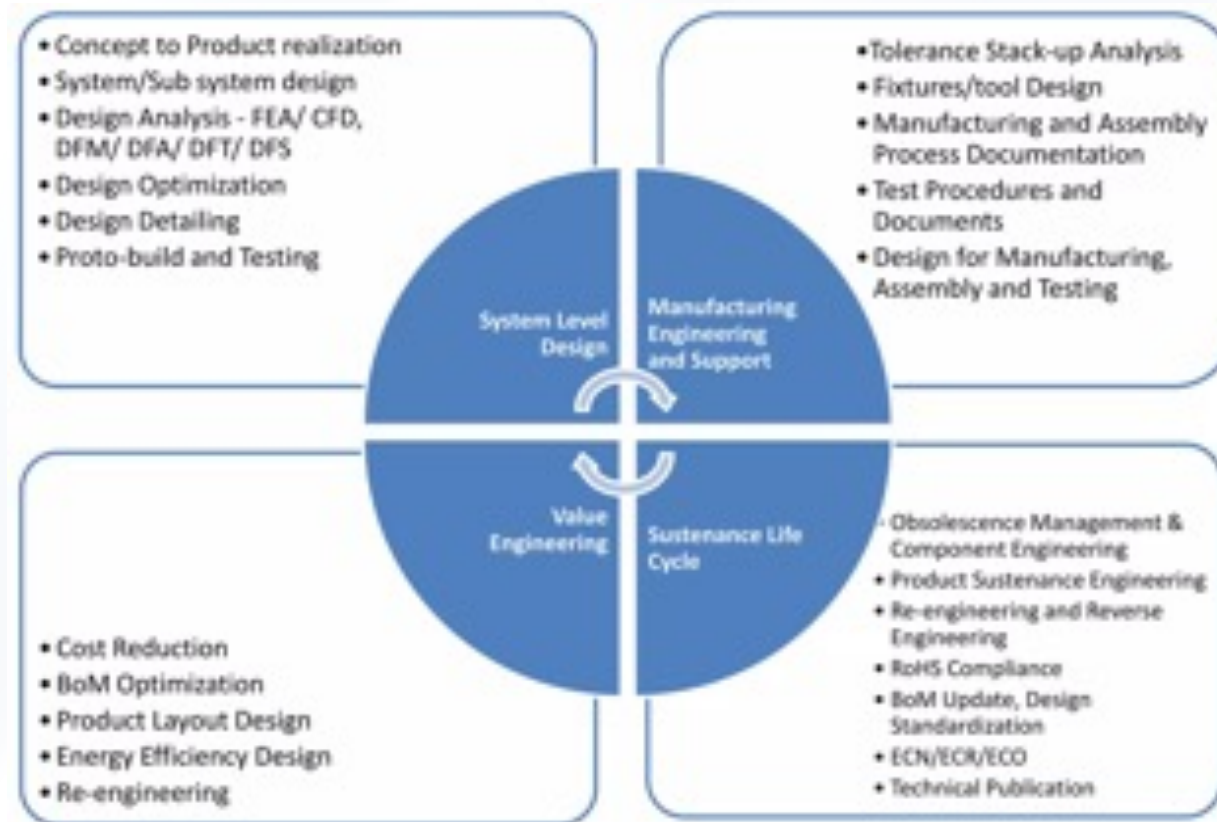 • Concept to Product realization
• System/Sub system design
• Design Analysis - FEA/ CFD,
DFM/ DFA/ DFT/ DFS
• Design Optimization
• Design Detailing
• Proto-build and Testing
•Tolerance Stack-up Analysis
• Fixtures/tool Design
• Manufacturing and Assembly
Process Documentation
• Test Procedures and
Documents
• Design for Manufacturing,
Assembly and Testing
System Level
Design
Manufacturing
Engineering
and Support
Value
Engineering
Sustenance Life
Cycle
• Cost Reduction
• BoM Optimization
• Product Layout Design
• Energy Efficiency Design
• Re-engineering
- Obsolescence Management &
Component Engineering
• Product Sustenance Engineering
• Re-engineering and Reverse
Engineering
• RoHS Compliance
• BoM Update, Design
Standardization
• ECN/ECR/ECO
• Technical Publication